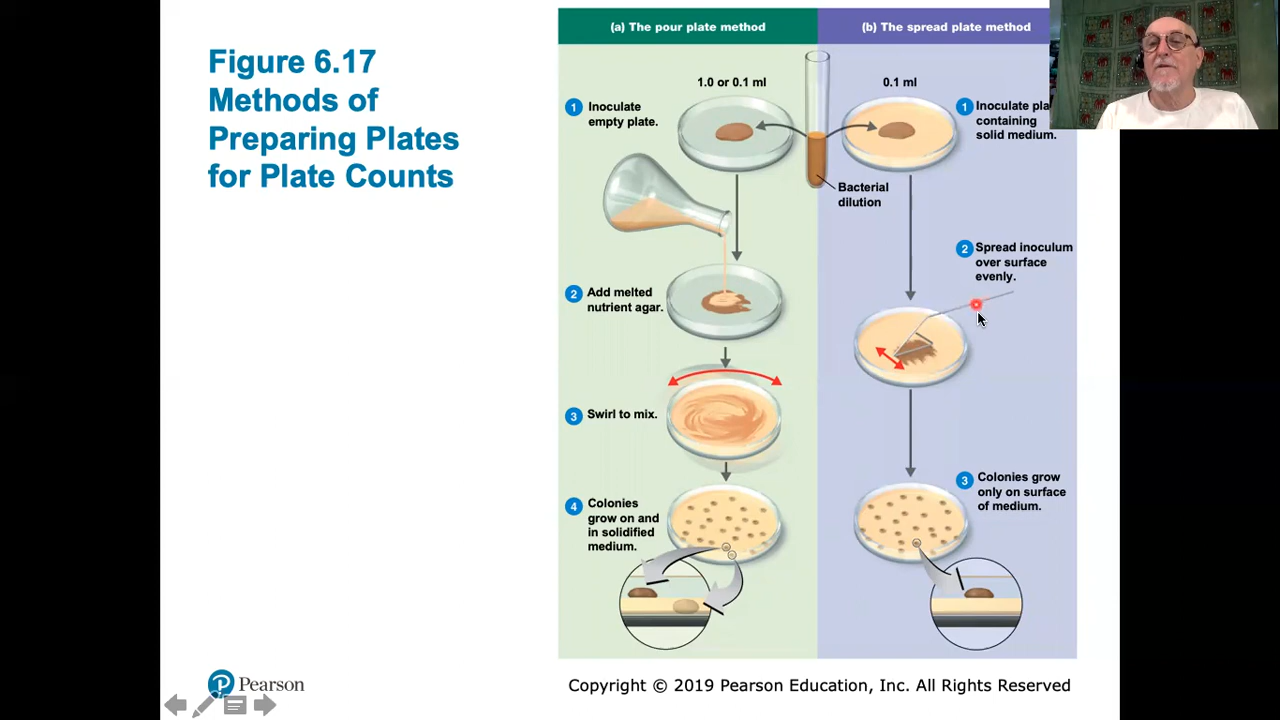 Figure 6.17
Methods of
Preparing Plates
for Plate Counts
(a) The pour plate method
1.0 or 0.1 ml
1 Inoculate
empty plate.
2 Add melted
nutrient agar.
3 Swirl to mix.
4 Colonies
grow on and
in solidified
medium.
Bacterial
dilution
(b) The spread plate method
0.1 ml
1 Inoculate pla
containing
solid medium.
2 Spread inoculum
over surface
evenly.
3 Colonies grow
only on surface
of medium.
P Pearson
Copyright © 2019 Pearson Education, Inc. All Rights Reserved